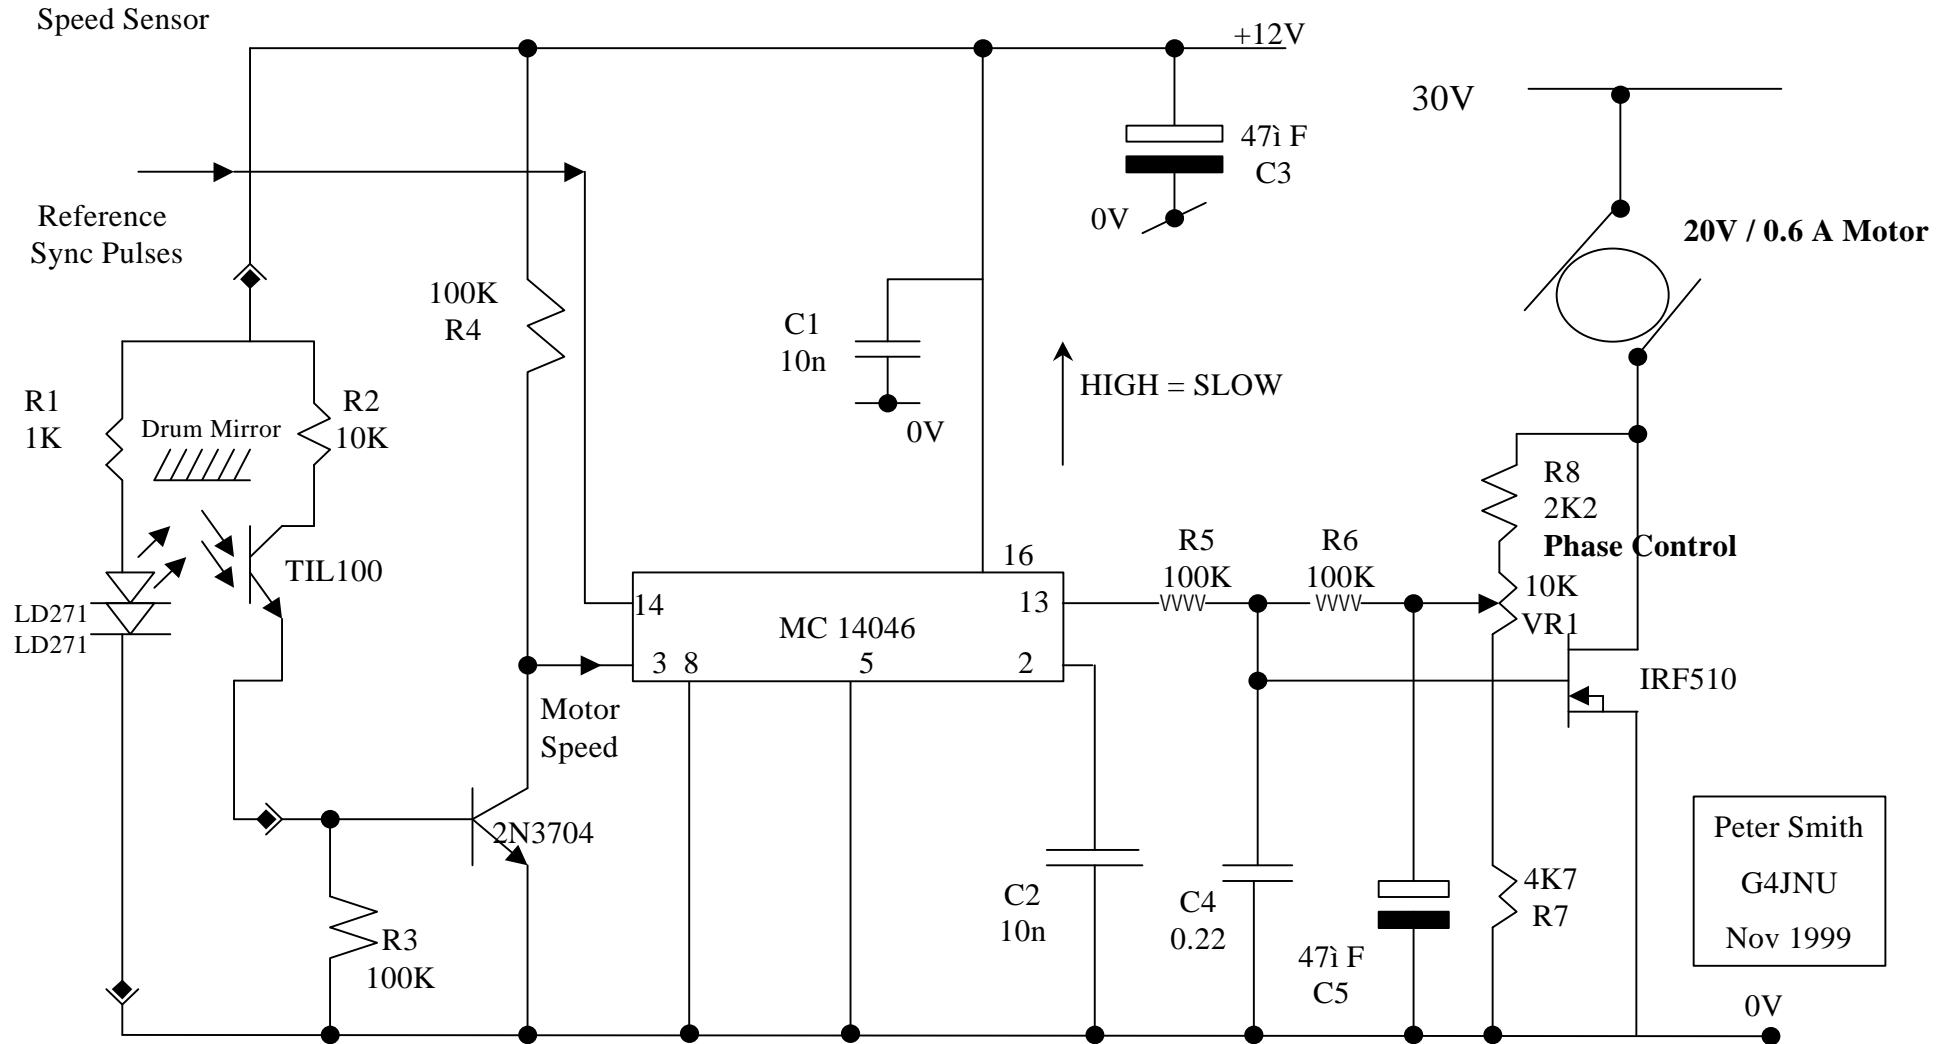 Speed Sensor
+12V
30V
47ì F
C3
0V
Reference
Sync Pulses
20V / 0.6 A Motor
100K
R4
C1
10n
0V
HIGH = SLOW
R1
1K
Drum Mirror
R2
10K
R8
2K2
Phase Control
10K
VR1
TIL100
LD271
LD271
16
14
13
MC 14046
3
8
5
2
R5
100K
R6
100K
IRF510
Motor
Speed
2N3704
R3
100K
C2
10n
C4
0.22
47ì F
C5
4K7
R7
Peter Smith
G4JNU
Nov 1999
0V